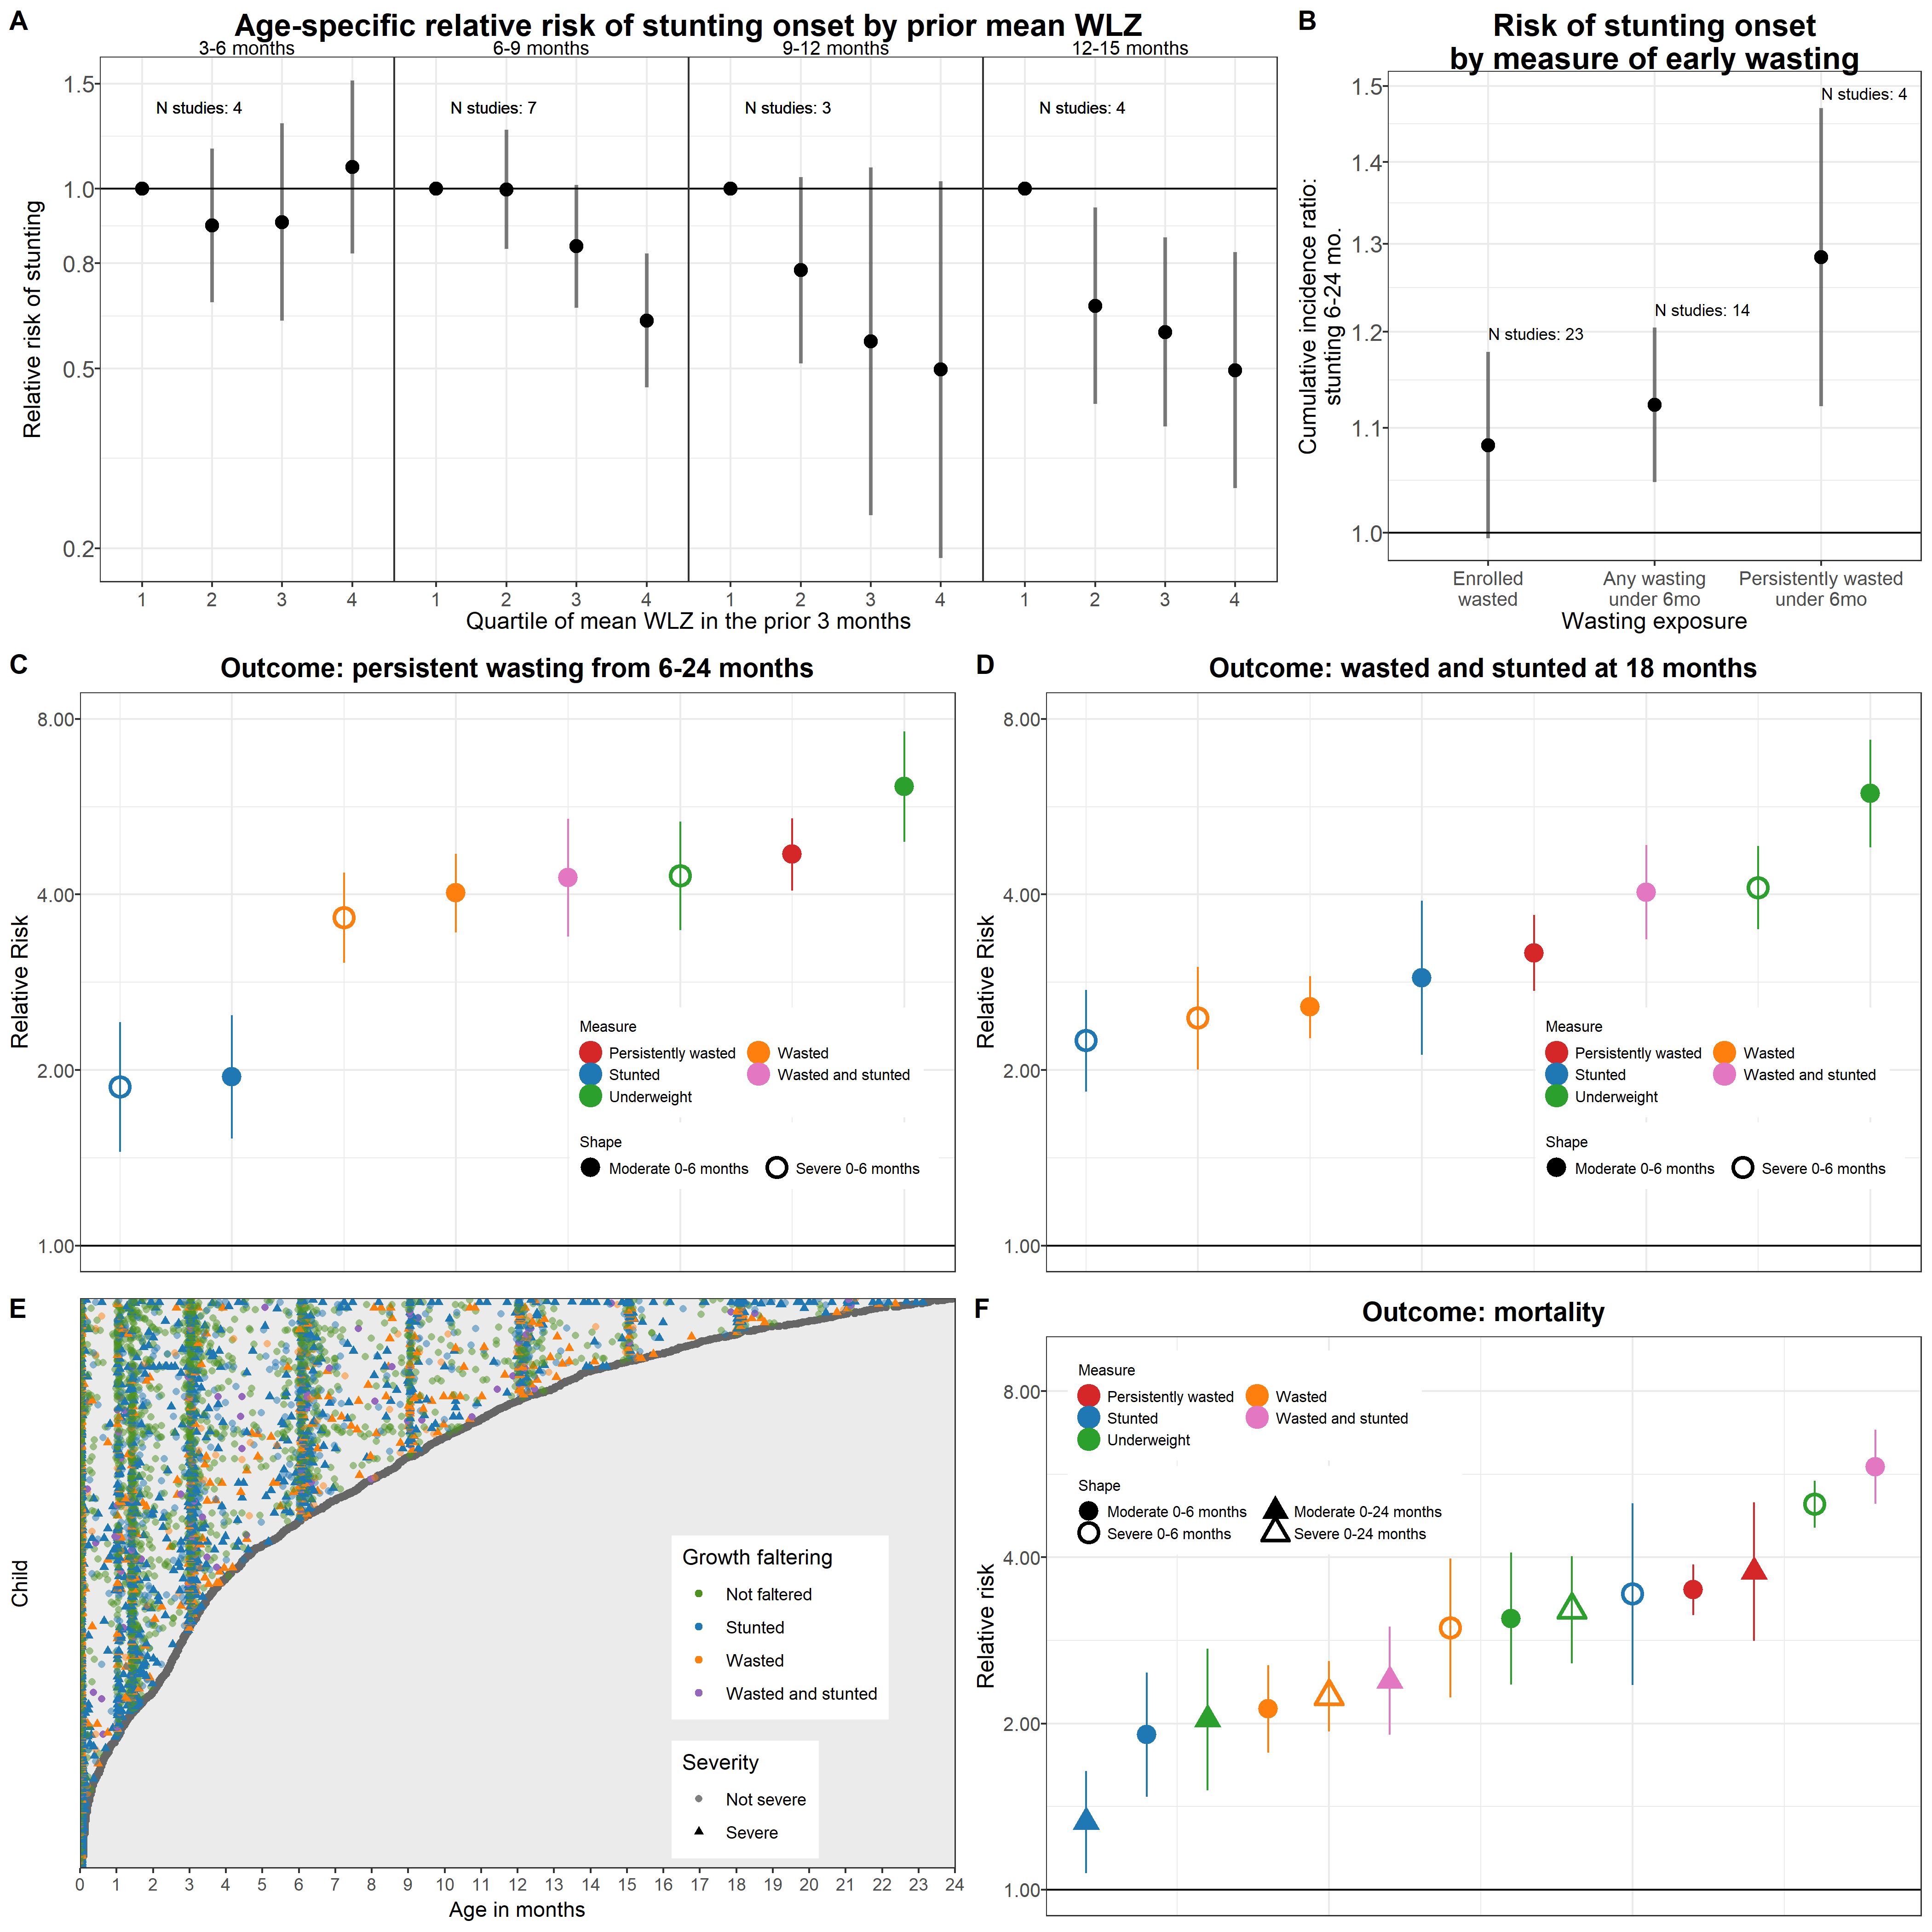 A
Age-specific relative risk of stunting onset by prior mean WLZ
3-6 months
6-9 months
9-12 months
12-15 months
N studies: 4
N studies: 7
N studies: 3
N studies: 4
Relative risk of stunting
1.5
1.0
0.8
0.5
0.2
1 2 3 4
1 2 3 4
1 2 3 4
1 2 3 4
Quartile of mean WLZ in the prior 3 months
B
Risk of stunting onset
by measure of early wasting
Cumulative incidence ratio:
stunting 6-24 mo.
1.5
1.4
1.3
1.2
1.1
1.0
N studies: 23
N studies: 14
N studies: 4
Enrolled
wasted
Any wasting
under 6mo
Persistently wasted
under 6mo
Wasting exposure
C
Outcome: persistent wasting from 6-24 months
Relative Risk
8.00
4.00
2.00
1.00
Measure
Persistently wasted
Wasted
Stunted
Wasted and stunted
Underweight
Shape
Moderate 0-6 months
Severe 0-6 months
D
Outcome: wasted and stunted at 18 months
Relative Risk
8.00
4.00
2.00
1.00
Measure
Persistently wasted
Wasted
Stunted
Wasted and stunted
Underweight
Shape
Moderate 0-6 months
Severe 0-6 months
E
Child
Growth faltering
Not faltered
Stunted
Wasted
Wasted and stunted
Severity
Not severe
Severe
0 1 2 3 4 5 6 7 8 9 10 11 12 13 14 15 16 17 18 19 20 21 22 23 24
Age in months
F
Outcome: mortality
Relative risk
8.00
4.00
2.00
1.00
Measure
Persistently wasted
Wasted
Stunted
Wasted and stunted
Underweight
Shape
Moderate 0-6 months
Moderate 0-24 months
Severe 0-6 months
Severe 0-24 months